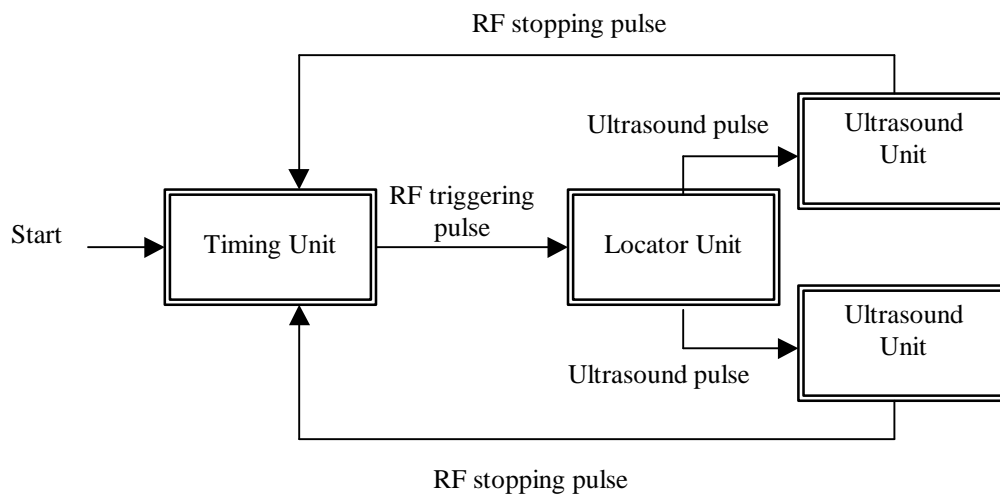 RF stopping pulse
Ultrasound pulse
Ultrasound
Unit
Start
Timing Unit
RF triggering
pulse
Locator Unit
Ultrasound
Unit
Ultrasound pulse
RF stopping pulse